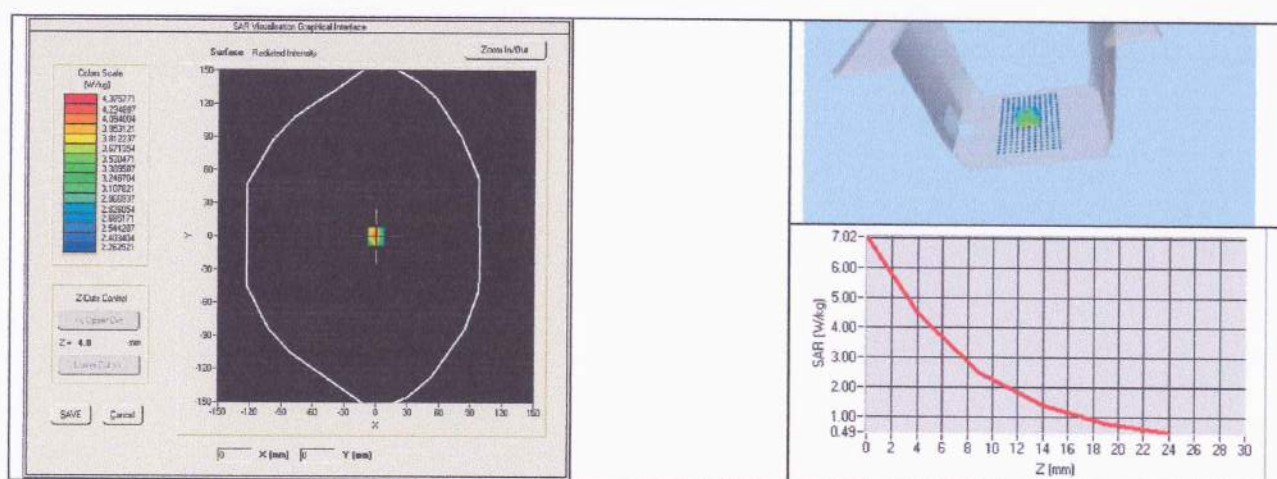 SAR Visualisation Graphical Interface
Surface Radiated Intensity
Zoom In/Out
Colors Scale
(W/kg)
4.375771
4.234887
4.094004
3.953121
3.812237
3.671354
3.530471
3.389587
3.248704
3.107821
2.966937
2.826054
2.685171
2.544287
2.403404
2.262521
Z Cuts Control
Z = 4.0 mm
SAVE Cancel
150
120
90
60
30
0
-30
-60
-90
-120
-150
Y
-150 -120 -90 -60 -30 0 30 60 90 120 150
X
0 X (mm) 0 Y (mm)
7.02
6.00
5.00
4.00
3.00
2.00
1.00
0.49
SAR (W/kg)
0 2 4 6 8 10 12 14 16 18 20 22 24 26 28 30
Z (mm)